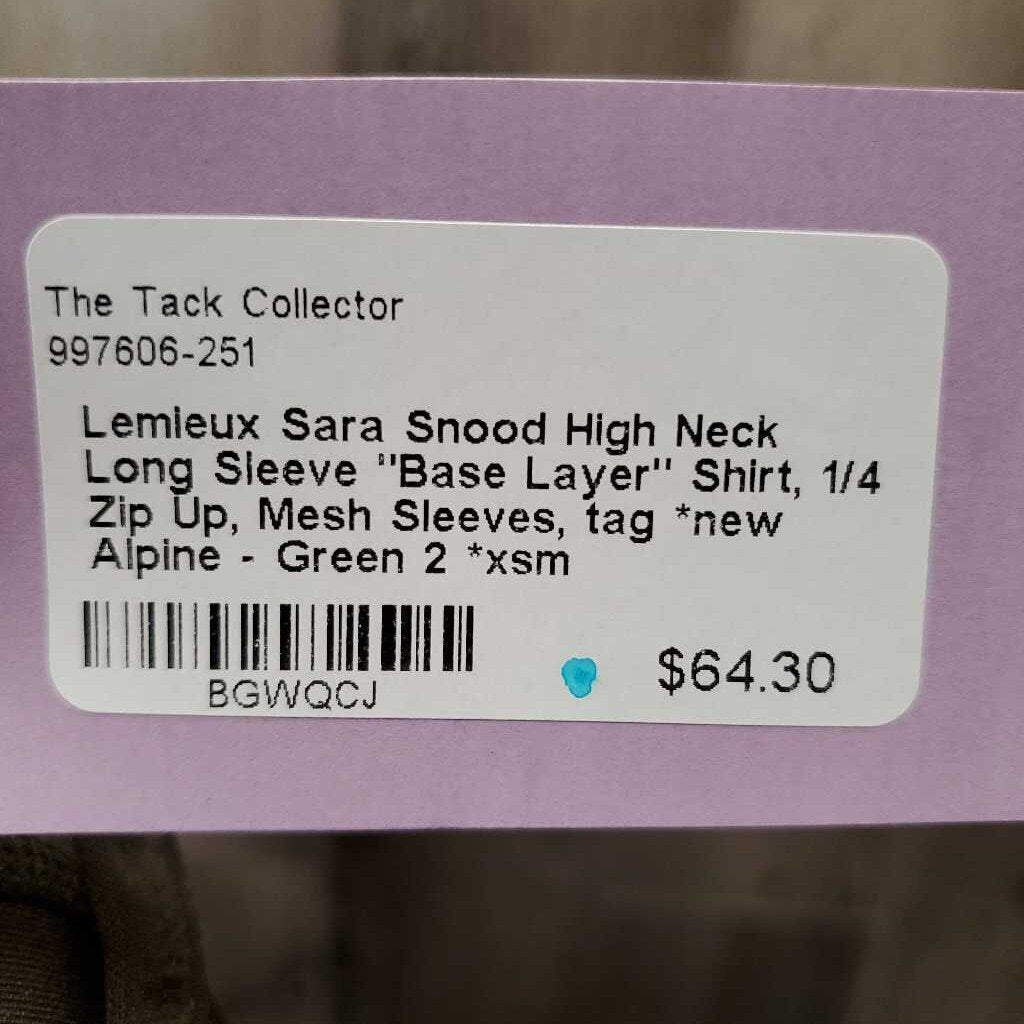 The Tack Collector
997606-251
Lemieux Sara Snood High Neck
Long Sleeve "Base Layer" Shirt, 1/4
Zip Up, Mesh Sleeves, tag *new
Alpine - Green 2 *xsm
BGWQCJ
$64.30